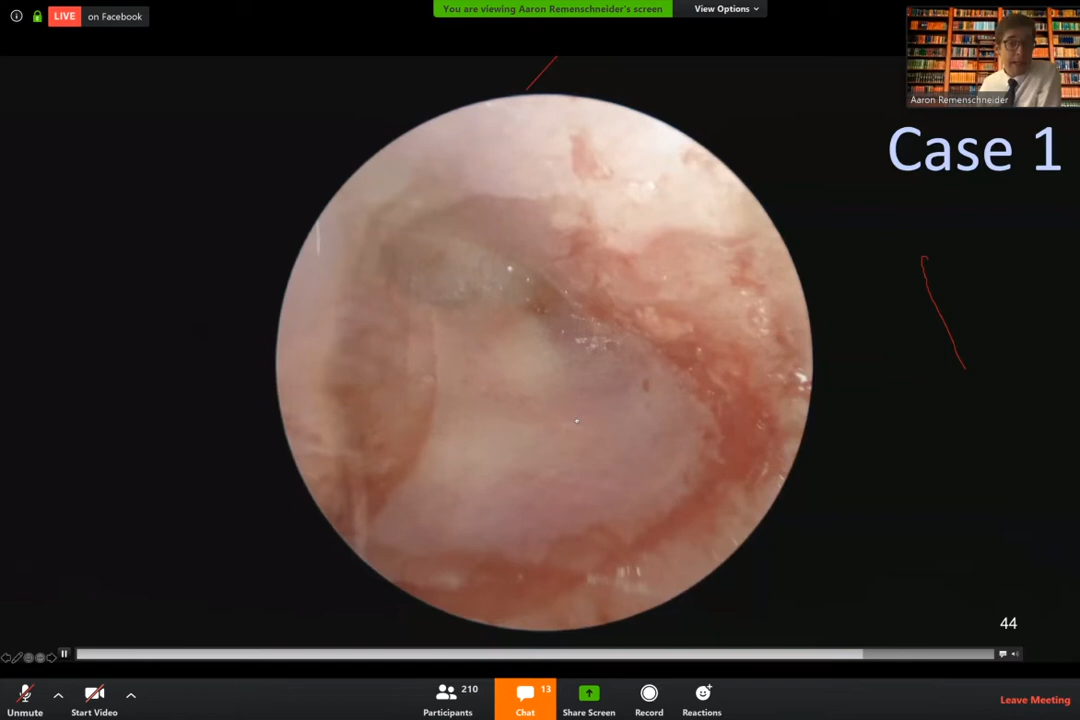 LIVE on Facebook
You are viewing Aaron Remenschneider's screen View Options
Aaron Remenschneider
Case 1
44
Unmute
Start Video
Participants 210
Chat 13
Share Screen
Record
Reactions
Leave Meeting